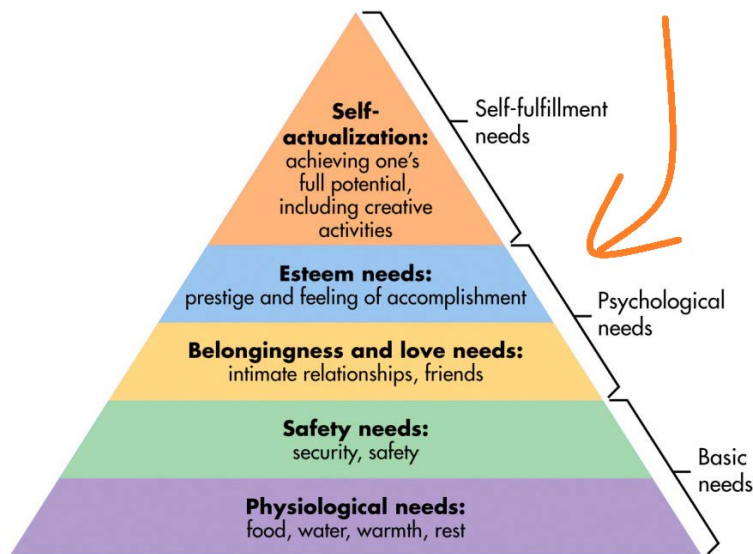 Self-
actualization:
achieving one's
full potential,
including creative
activities
Self-fulfillment
needs
Esteem needs:
prestige and feeling of accomplishment
Belongingness and love needs:
intimate relationships, friends
Psychological
needs
Safety needs:
security, safety
Physiological needs:
food, water, warmth, rest
Basic
needs